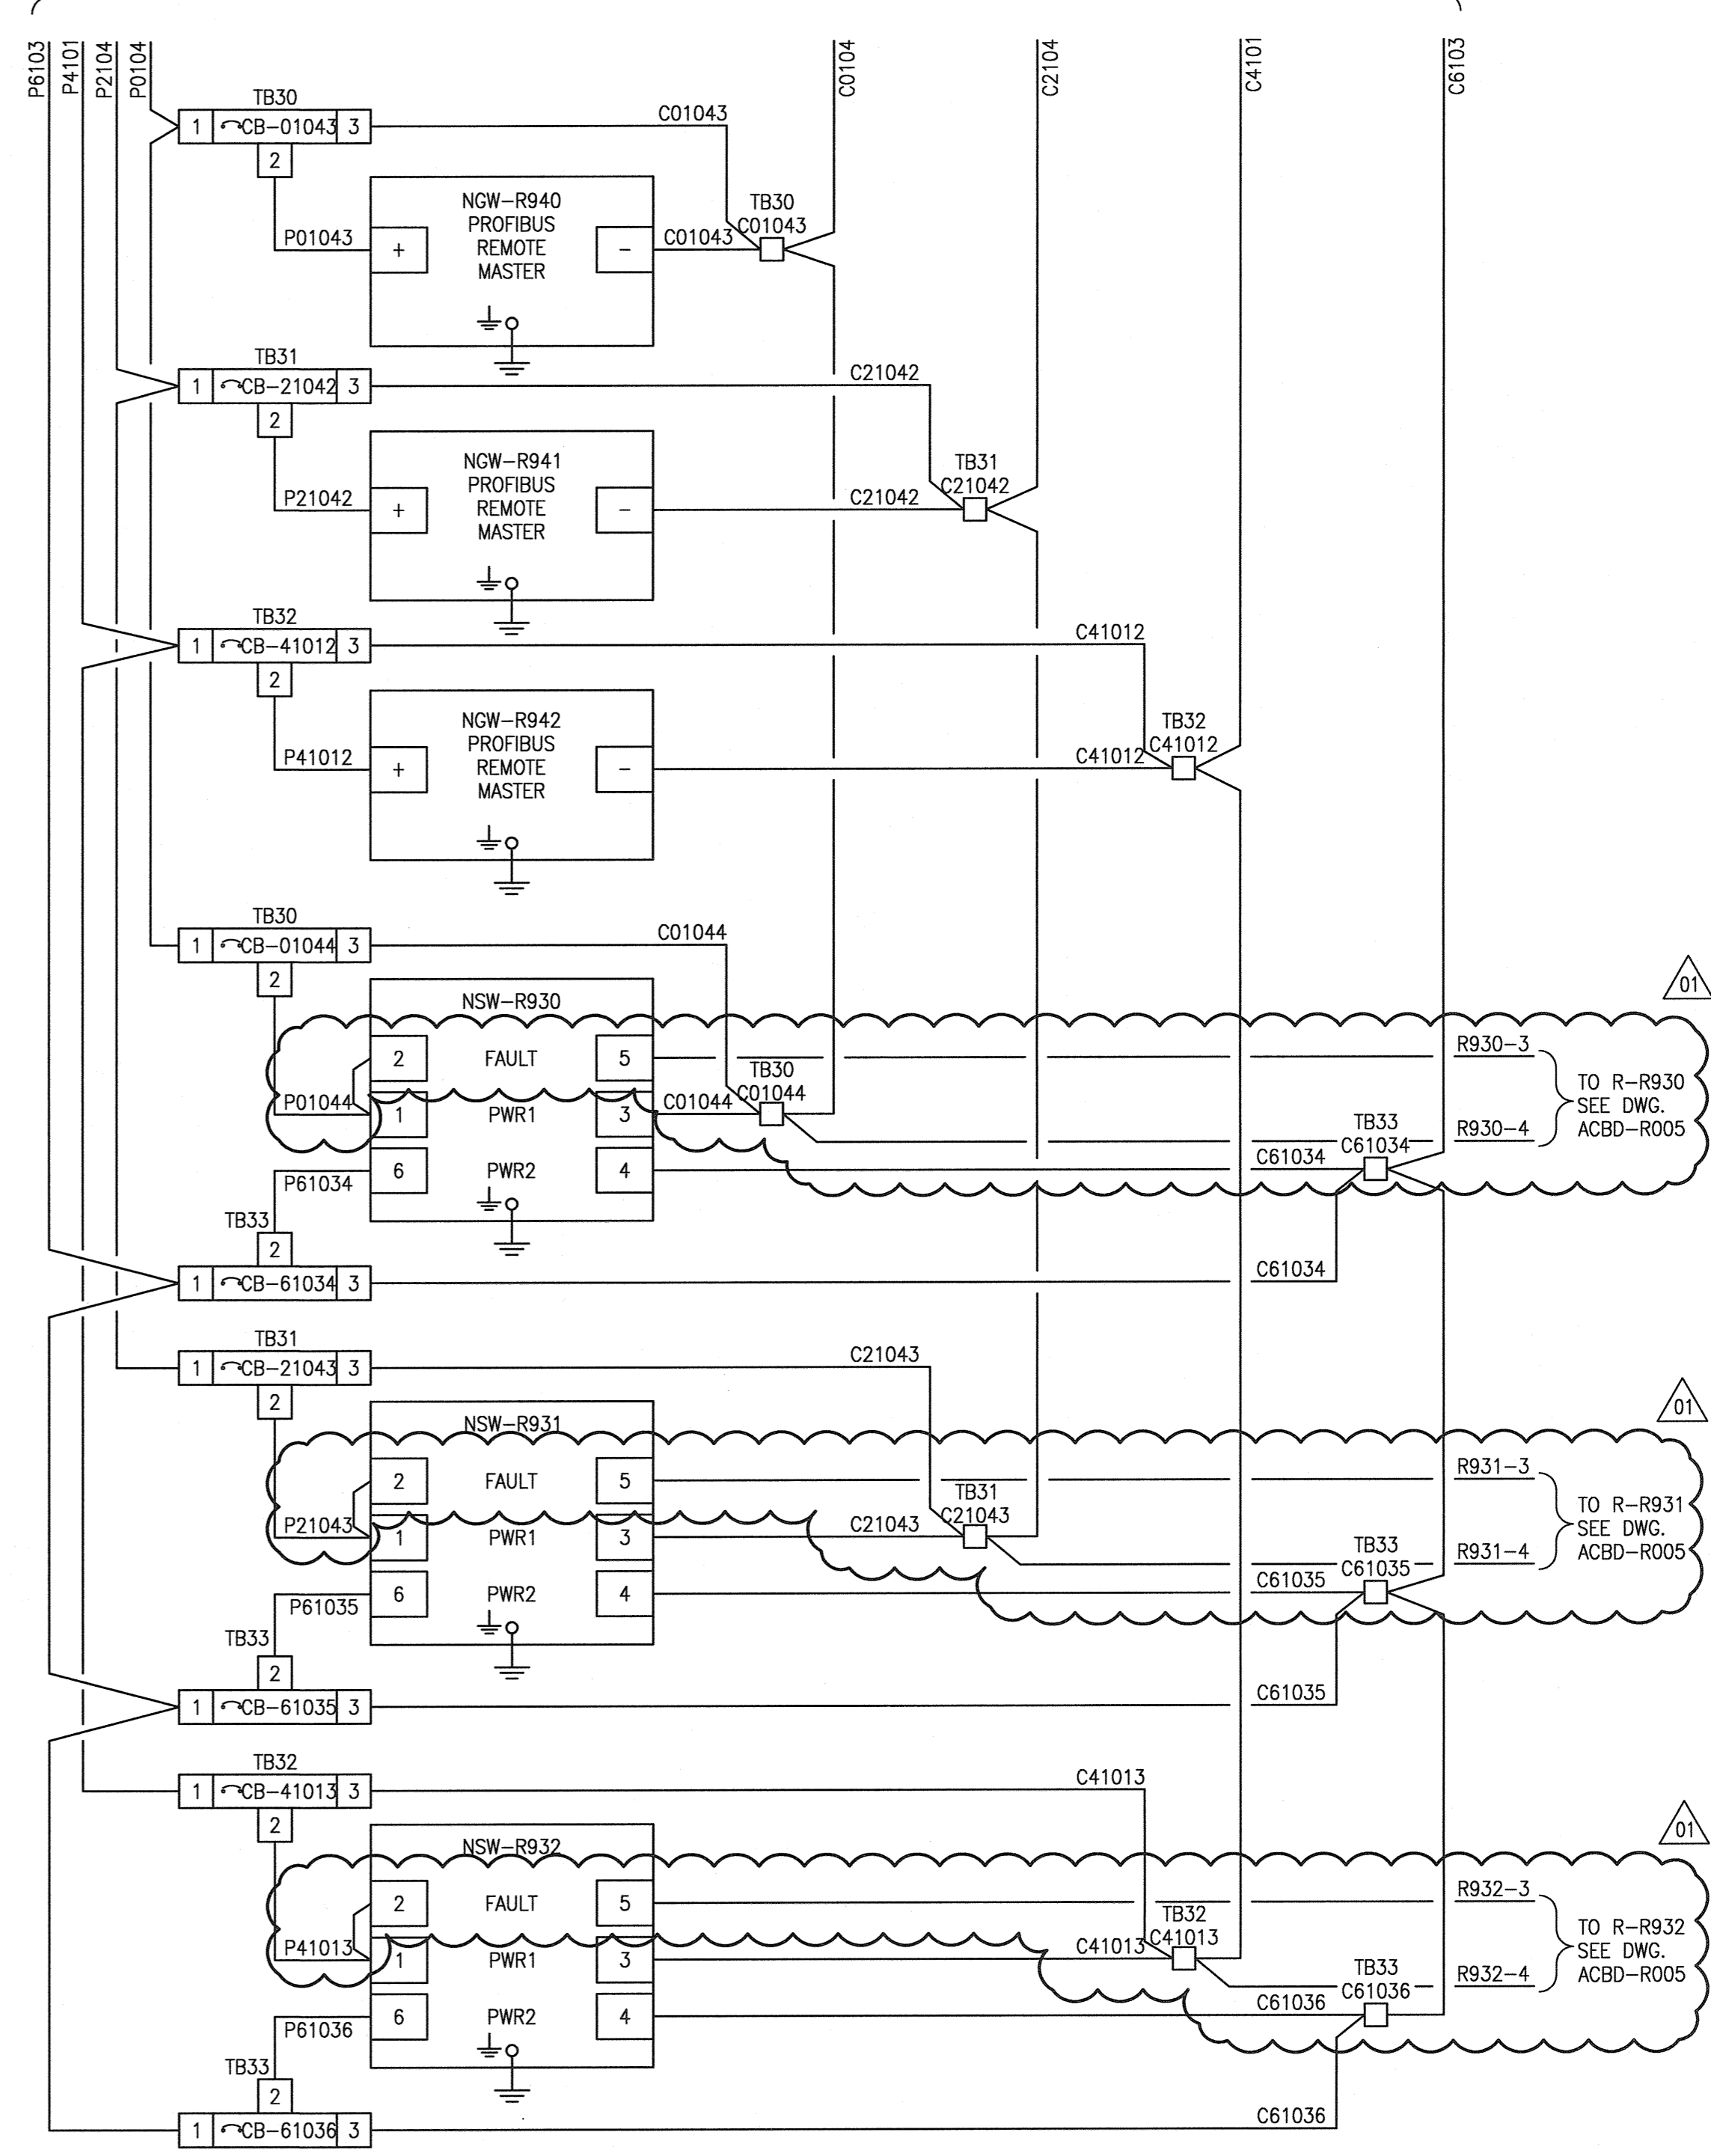 P6103
P4101
P2104
P0104
C0104
C2104
C4101
C6103
TB30
1 CB-01043 3
C01043
2
NGW-R940
PROFIBUS
REMOTE
MASTER
P01043
+
-
C01043
TB30
C01043
TB31
1 CB-21042 3
C21042
2
NGW-R941
PROFIBUS
REMOTE
MASTER
P21042
+
-
C21042
TB31
C21042
TB32
1 CB-41012 3
C41012
2
NGW-R942
PROFIBUS
REMOTE
MASTER
P41012
+
-
C41012
TB32
C41012
TB30
1 CB-01044 3
C01044
2
NSW-R930
01
2 FAULT 5
R930-3
P01044
1 PWR1 3
C01044
TB30
C01044
R930-4
TO R-R930
SEE DWG.
ACBD-R005
P61034
6 PWR2 4
C61034
TB33
C61034
TB33
2
1 CB-61034 3
C61034
TB31
1 CB-21043 3
C21043
2
NSW-R931
01
2 FAULT 5
R931-3
P21043
1 PWR1 3
C21043
TB31
C21043
R931-4
TO R-R931
SEE DWG.
ACBD-R005
P61035
6 PWR2 4
C61035
TB33
C61035
TB33
2
1 CB-61035 3
C61035
TB32
1 CB-41013 3
C41013
2
NSW-R932
01
2 FAULT 5
R932-3
P41013
1 PWR1 3
C41013
TB32
C41013
R932-4
TO R-R932
SEE DWG.
ACBD-R005
P61036
6 PWR2 4
C61036
TB33
C61036
TB33
2
1 CB-61036 3
C61036